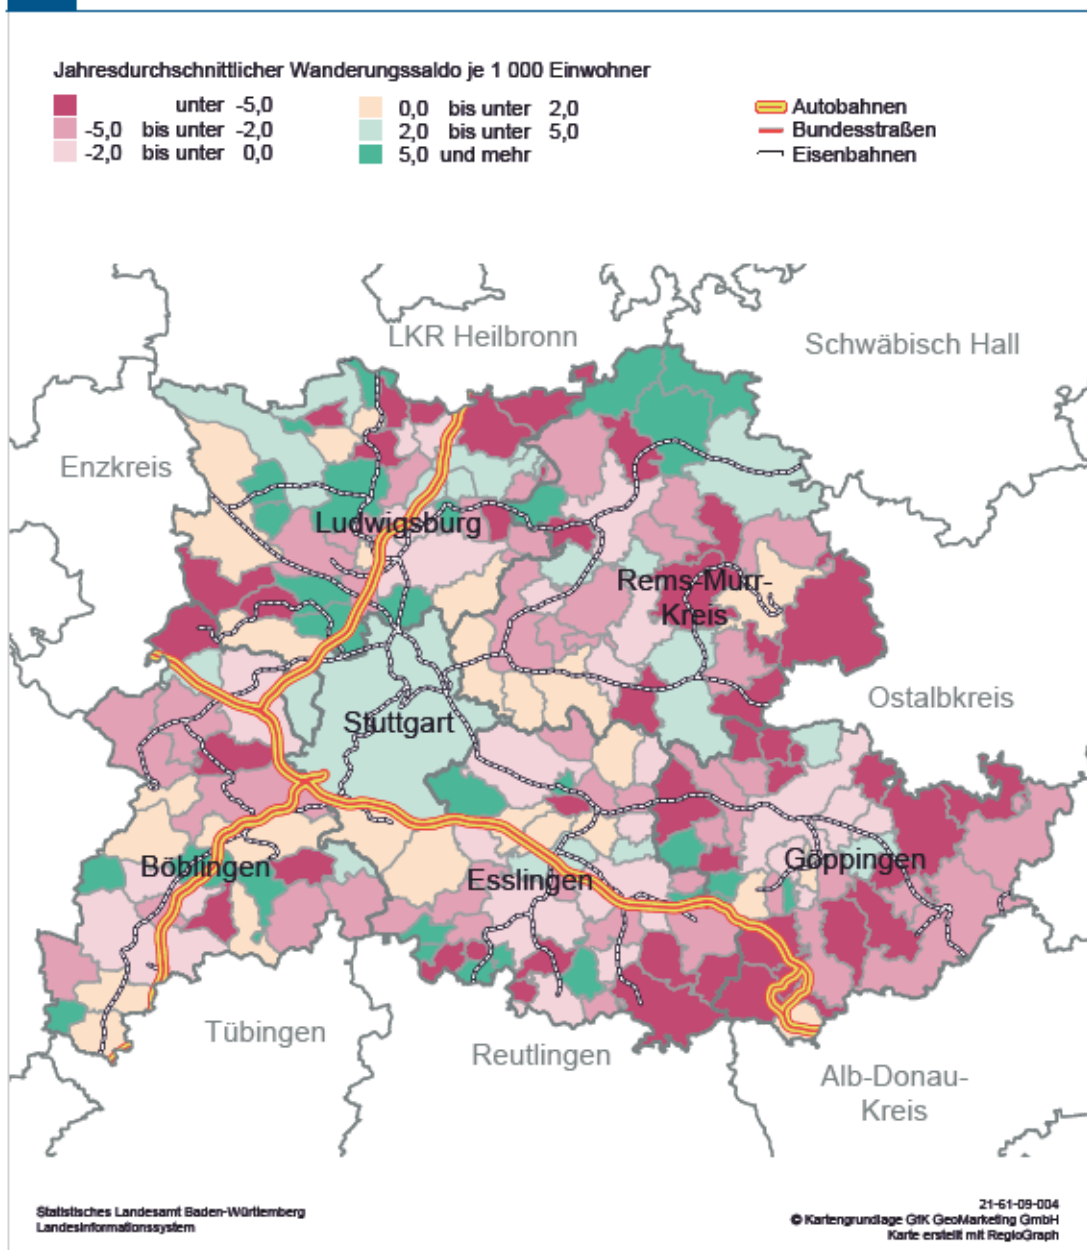 Jahresdurchschnittlicher Wanderungssaldo je 1 000 Einwohner
unter -5,0
-5,0 bis unter -2,0
-2,0 bis unter 0,0
0,0 bis unter 2,0
2,0 bis unter 5,0
5,0 und mehr
Autobahnen
Bundesstraßen
Eisenbahnen
LKR Heilbronn
Schwäbisch Hall
Enzkreis
Ludwigsburg
Rems-Murr-
Kreis
Ostalbkreis
Stuttgart
Böblingen
Esslingen
Göppingen
Tübingen
Reutlingen
Alb-Donau-
Kreis
Statistisches Landesamt Baden-Württemberg
Landesinformationssystem
21-61-09-004
© Kartengrundlage GfK GeoMarketing GmbH
Karte erstellt mit RegioGraph